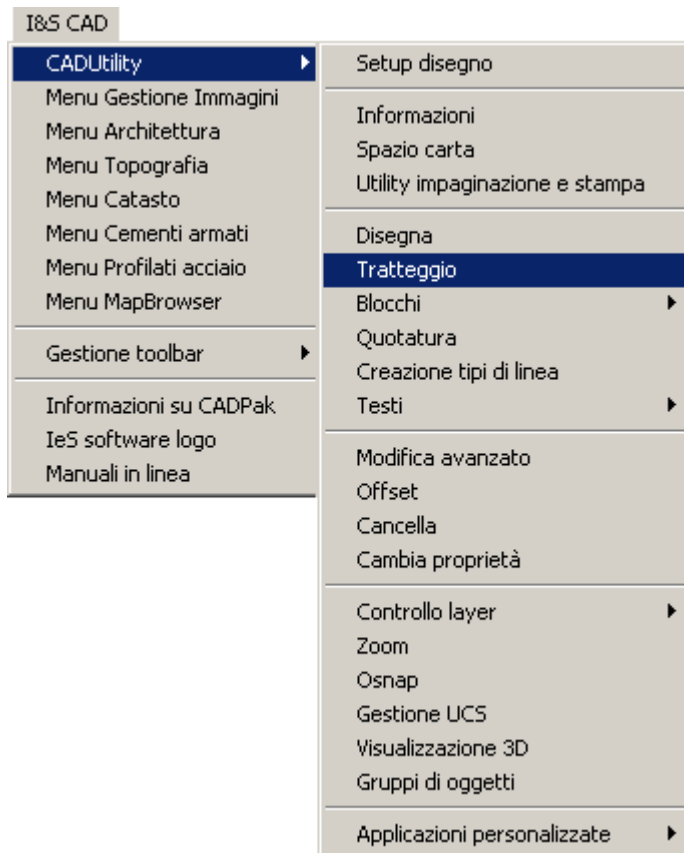 I&S CAD
CADUtility
Menu Gestione Immagini
Menu Architettura
Menu Topografia
Menu Catasto
Menu Cementi armati
Menu Profilati acciaio
Menu MapBrowser
Gestione toolbar
Informazioni su CADPak
IeS software logo
Manuali in linea
Setup disegno
Informazioni
Spazio carta
Utility impaginazione e stampa
Disegna
Tratteggio
Blocchi
Quotatura
Creazione tipi di linea
Testi
Modifica avanzato
Offset
Cancella
Cambia proprietà
Controllo layer
Zoom
Osnap
Gestione UCS
Visualizzazione 3D
Gruppi di oggetti
Applicazioni personalizzate